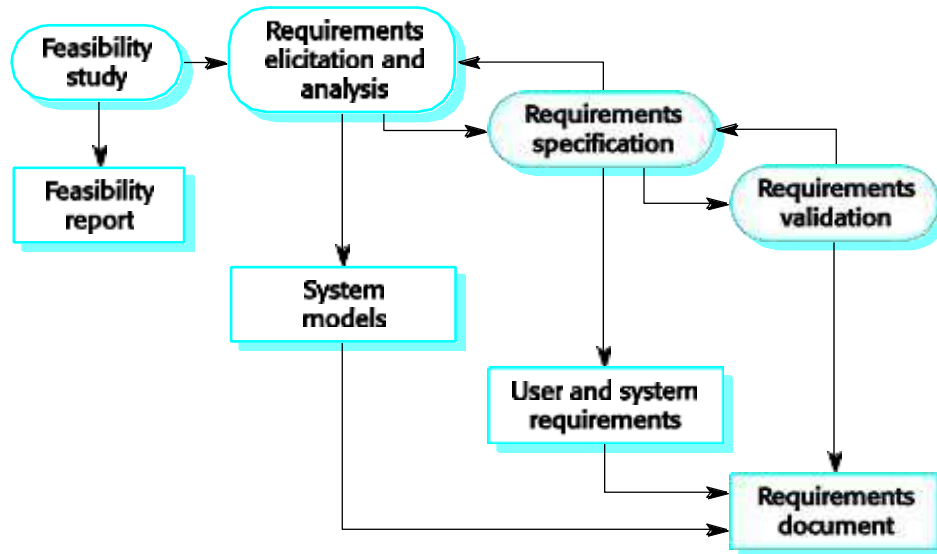 Feasibility
study
Requirements
elicitation and
analysis
Requirements
specification
Requirements
validation
Feasibility
report
System
models
User and system
requirements
Requirements
document